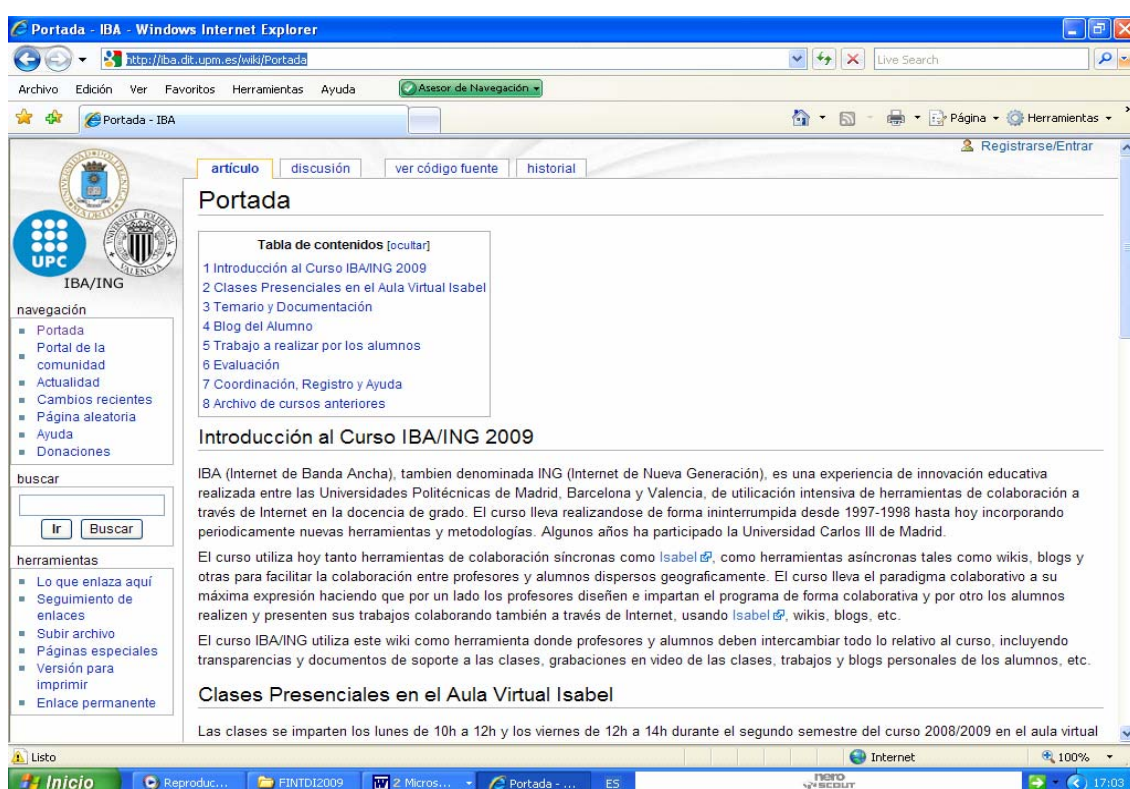 Portada - IBA - Windows Internet Explorer
http://iba.dit.upm.es/wiki/Portada
Live Search
Archivo Edición Ver Favoritos Herramientas Ayuda
Asesor de Navegación
Portada - IBA
Página
Herramientas
Registrarse/Entrar
artículo discusión ver código fuente historial
UPC
IBA/ING
navegación
Portada
Portal de la
comunidad
Actualidad
Cambios recientes
Página aleatoria
Ayuda
Donaciones
buscar
Ir Buscar
herramientas
Lo que enlaza aquí
Seguimiento de
enlaces
Subir archivo
Páginas especiales
Versión para
imprimir
Enlace permanente
Portada
Tabla de contenidos [ocultar]
1 Introducción al Curso IBA/ING 2009
2 Clases Presenciales en el Aula Virtual Isabel
3 Temario y Documentación
4 Blog del Alumno
5 Trabajo a realizar por los alumnos
6 Evaluación
7 Coordinación, Registro y Ayuda
8 Archivo de cursos anteriores
Introducción al Curso IBA/ING 2009
IBA (Internet de Banda Ancha), tambien denominada ING (Internet de Nueva Generación), es una experiencia de innovación educativa
realizada entre las Universidades Politécnicas de Madrid, Barcelona y Valencia, de utilización intensiva de herramientas de colaboración a
través de Internet en la docencia de grado. El curso lleva realizandose de forma ininterrumpida desde 1997-1998 hasta hoy incorporando
periodicamente nuevas herramientas y metodologías. Algunos años ha participado la Universidad Carlos III de Madrid.
El curso utiliza hoy tanto herramientas de colaboración síncronas como Isabel, como herramientas asíncronas tales como wikis, blogs y
otras para facilitar la colaboración entre profesores y alumnos dispersos geograficamente. El curso lleva el paradigma colaborativo a su
máxima expresión haciendo que por un lado los profesores diseñen e impartan el programa de forma colaborativa y por otro los alumnos
realizen y presenten sus trabajos colaborando también a través de Internet, usando Isabel, wikis, blogs, etc.
El curso IBA/ING utiliza este wiki como herramienta donde profesores y alumnos deben intercambiar todo lo relativo al curso, incluyendo
transparencias y documentos de soporte a las clases, grabaciones en video de las clases, trabajos y blogs personales de los alumnos, etc.
Clases Presenciales en el Aula Virtual Isabel
Las clases se imparten los lunes de 10h a 12h y los viernes de 12h a 14h durante el segundo semestre del curso 2008/2009 en el aula virtual
Listo
Internet
100%
Inicio
Reproduc...
FINTDI2009
2 Micros...
Portada - ...
ES
nero
SCOUT
17:03